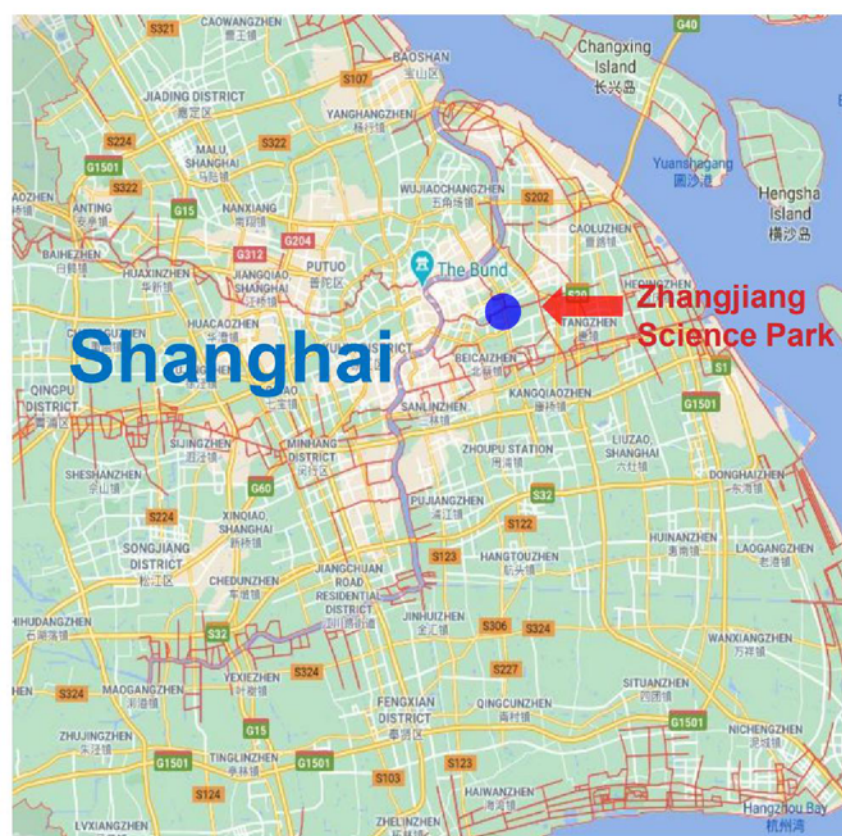 S321
CAOWANGZHEN
曹王镇
G40
BAOSHAN
宝山区
Changxing
Island
长兴岛
S107
JIADING DISTRICT
嘉定区
YANGHANGZHEN
杨行镇
S224
MALU,
SHANGHAI
马陆镇
S322
G1501
S322
Yuanshagang
圆沙港
WUJIAOCHANGZHEN
五角场镇
S202
Hengsha
Island
横沙岛
ANTING
安亭镇
G15
NANXIANG
南翔镇
G204
CAOLUZHEN
曹路镇
BAIHEZHEN
白鹤镇
G312
PUTUO
普陀区
The Bund
HUAXINZHEN
华新镇
JIANGQIAO,
SHANGHAI
江桥镇
S20
Zhangjiang
Science Park
HUACAOZHEN
华漕镇
TANGZHEN
唐镇
Shanghai
BEICAIZHEN
北蔡镇
S1
QINGPU
DISTRICT
青浦区
KANGQIAOZHEN
康桥镇
G1501
SANLINZHEN
三林镇
SIJINGZHEN
泗泾镇
MINHANG
DISTRICT
闵行区
ZHOUPU STATION
周浦镇
LIUZAO,
SHANGHAI
六灶镇
SHESHANZHEN
佘山镇
G60
DONGHAIZHEN
东海镇
S32
PUJIANGZHEN
浦江镇
S224
XINQIAO,
SHANGHAI
新桥镇
S122
SONGJIANG
DISTRICT
松江区
S123
S123
HUINANZHEN
惠南镇
LAOGANGZHEN
老港镇
HANGTOUZHEN
航头镇
CHEDUNZHEN
车墩镇
JIANGCHUAN
ROAD
RESIDENTIAL
DISTRICT
江川路街道
JINHUIZHEN
金汇镇
S306
S324
S32
WANXIANGZHEN
万祥镇
S324
S227
S324
MAOGANGZHEN
泖港镇
YEXIEZHEN
叶榭镇
SITUANZHEN
四团镇
FENGXIAN
DISTRICT
奉贤区
QINGCUNZHEN
G1501
G15
ZHUJINGZHEN
朱泾镇
NICHENGZHEN
泥城镇
G1501
TINGLINZHEN
亭林镇
G1501
S103
S124
HAIWANZHEN
海湾镇
Hangzhou Bay
杭州湾
LVXIANGZHEN
ZHELINZHEN